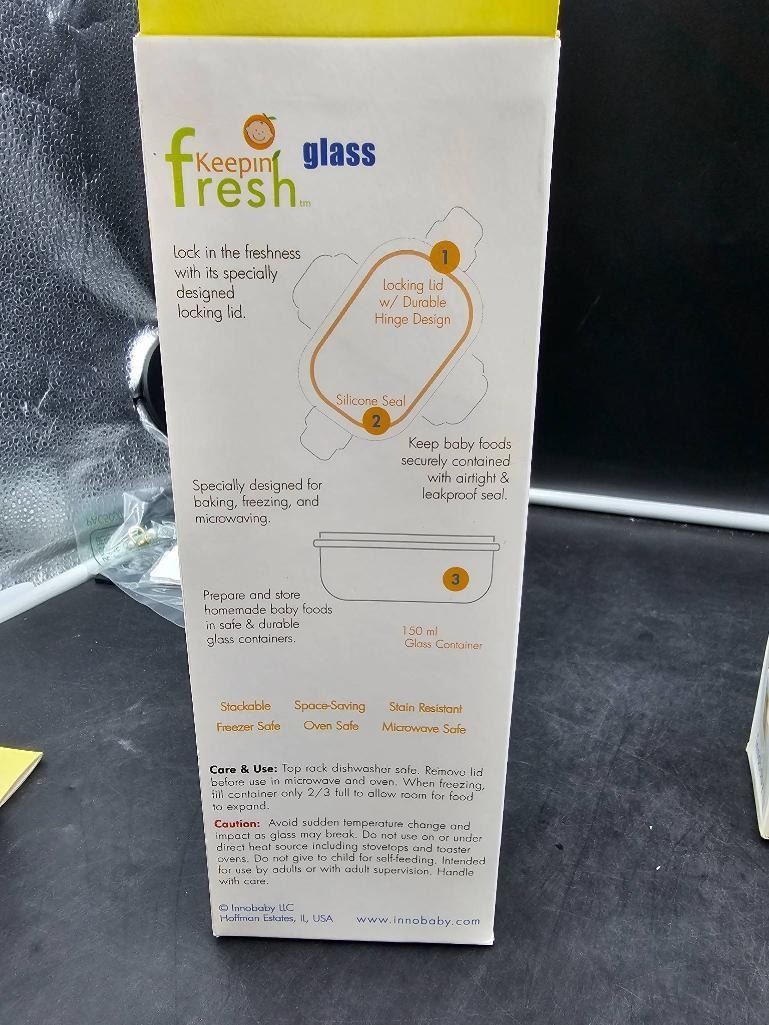 Keepin'
fresh tm
glass
Lock in the freshness
with its specially
designed
locking lid.
1
Locking Lid
w/ Durable
Hinge Design
Silicone Seal
2
Keep baby foods
securely contained
with airtight &
leakproof seal.
Specially designed for
baking, freezing, and
microwaving.
3
Prepare and store
homemade baby foods
in safe & durable
glass containers.
150 ml
Glass Container
Stackable Space-Saving Stain Resistant
Freezer Safe Oven Safe Microwave Safe
Care & Use: Top rack dishwasher safe. Remove lid
before use in microwave and oven. When freezing,
fill container only 2/3 full to allow room for food
to expand.
Caution: Avoid sudden temperature change and
impact as glass may break. Do not use on or under
direct heat source including stovetops and toaster
ovens. Do not give to child for self-feeding. Intended
for use by adults or with adult supervision. Handle
with care.
© Innobaby LLC
Hoffman Estates, IL, USA www.innobaby.com